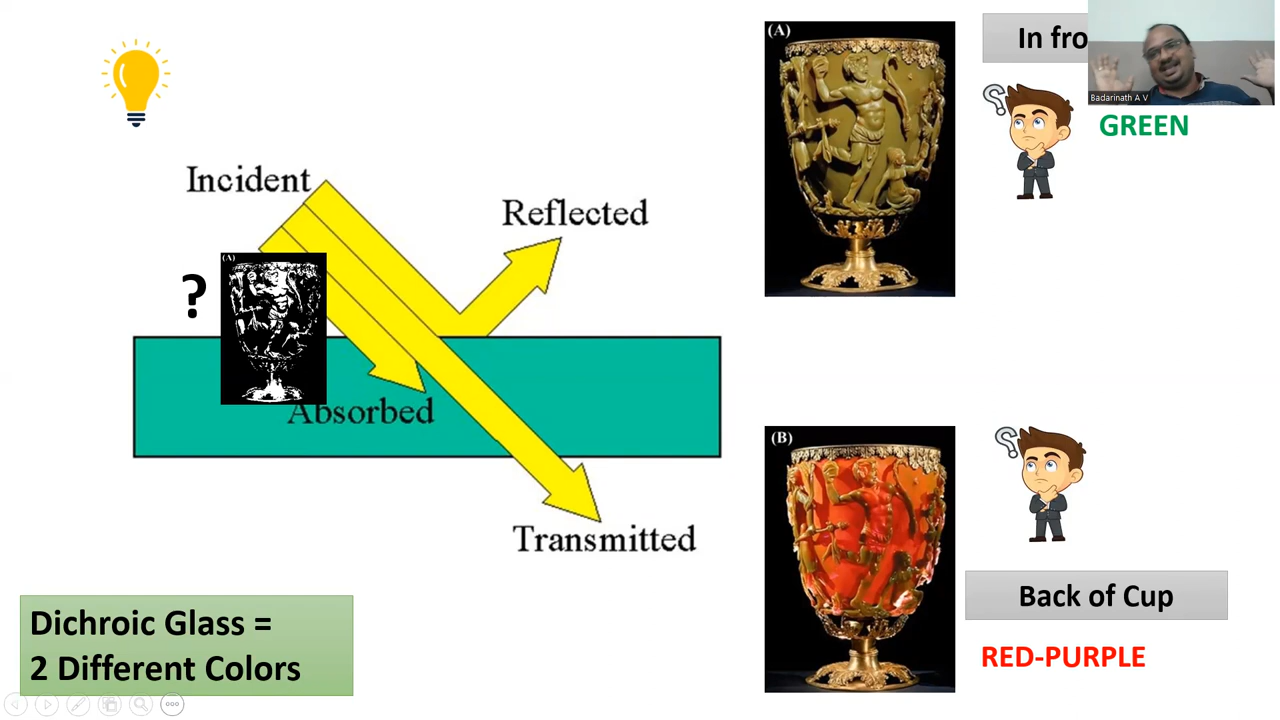 (A)
In fro
Badarinath A V
GREEN
Incident
Reflected
(A)
?
Absorbed
Transmitted
(B)
Back of Cup
RED-PURPLE
Dichroic Glass =
2 Different Colors